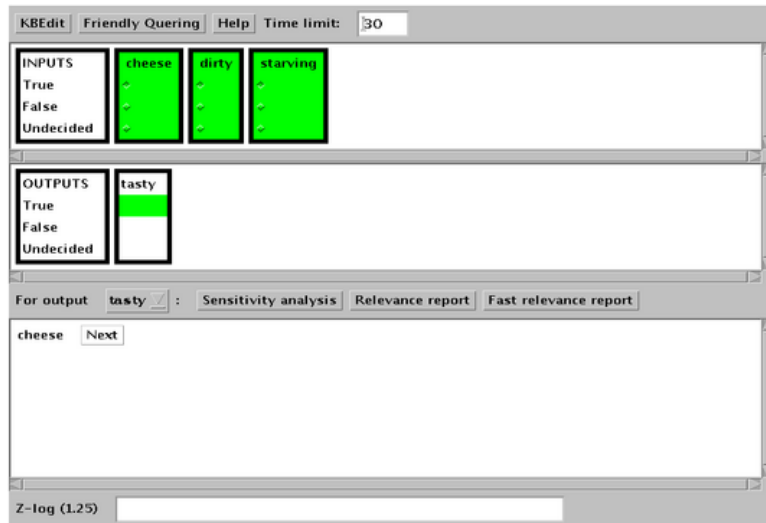 KBEdit Friendly Quering Help Time limit: 30
INPUTS cheese dirty starving
True
False
Undecided
OUTPUTS tasty
True
False
Undecided
For output tasty : Sensitivity analysis Relevance report Fast relevance report
cheese Next
Z-log (1.25)